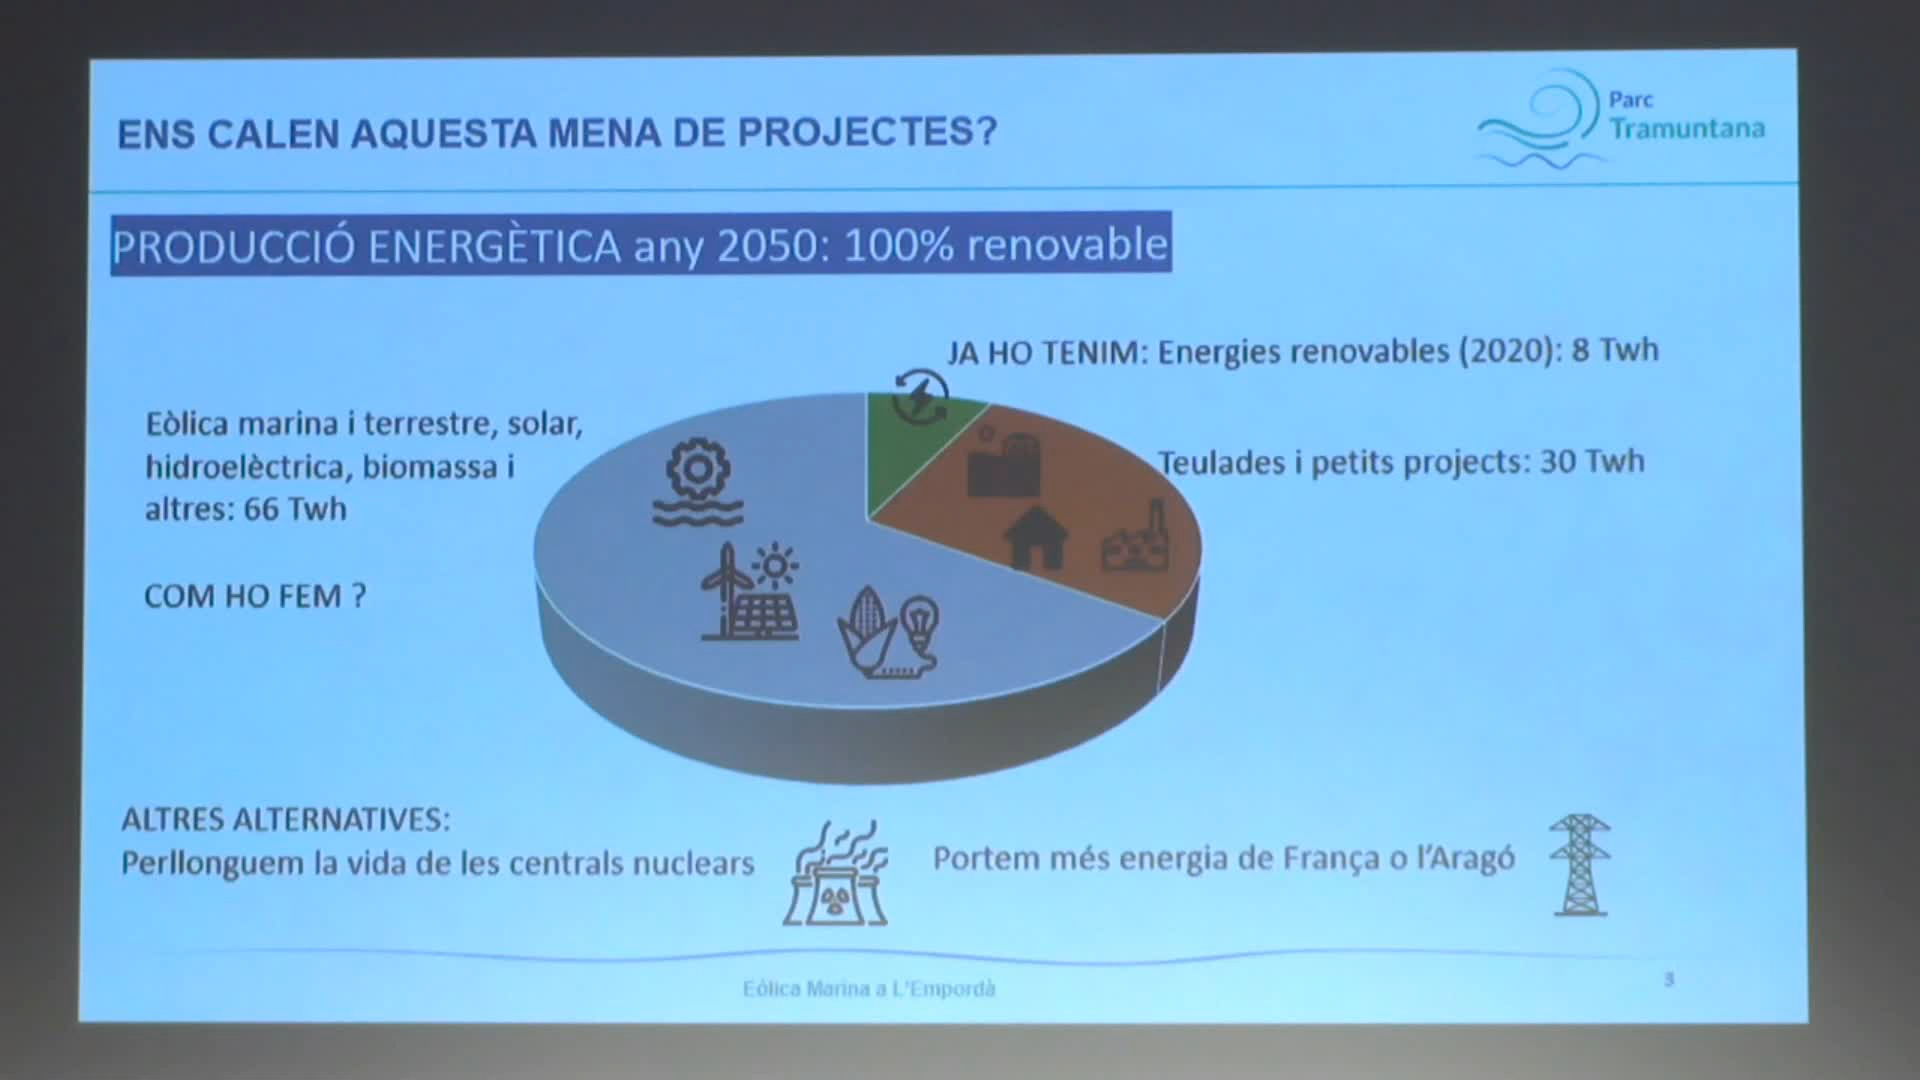 ENS CALEN AQUESTA MENA DE PROJECTES?
Parc
Tramuntana
PRODUCCIÓ ENERGÈTICA any 2050: 100% renovable
JA HO TENIM: Energies renovables (2020): 8 Twh
Eòlica marina i terrestre, solar,
hidroelèctrica, biomassa i
altres: 66 Twh
Teulades i petits projects: 30 Twh
COM HO FEM ?
ALTRES ALTERNATIVES:
Perllonguem la vida de les centrals nuclears
Portem més energia de França o l'Aragó
Eòlica Marina a L'Empordà
3